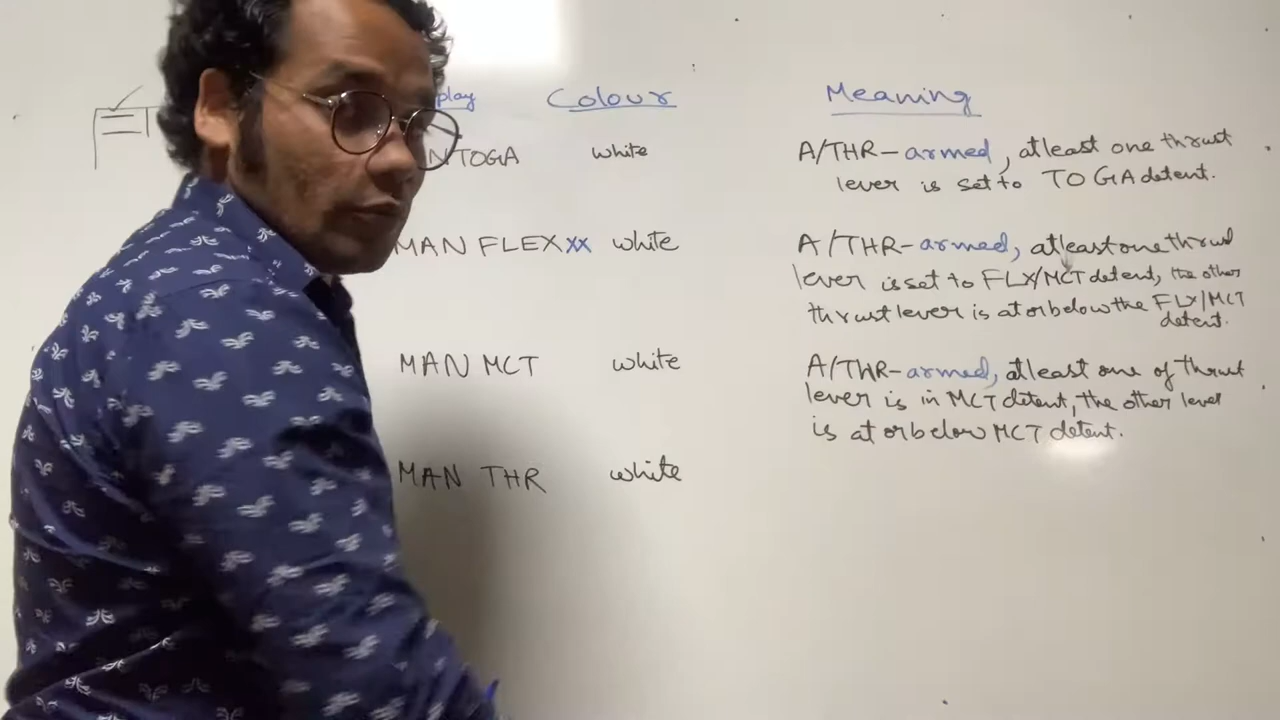 play Colour Meaning
N TOGA white A/THR-armed, atleast one thrust
lever is set to TOGA detent.
MAN FLEXXX white A/THR-armed, atleast one thrust
lever is set to FLX/MCT detent, the other
thrust lever is at or below the FLX/MCT
detent.
MAN MCT white A/THR-armed, atleast one of thrust
lever is in MCT detent, the other lever
is at or below MCT detent.
MAN THR white